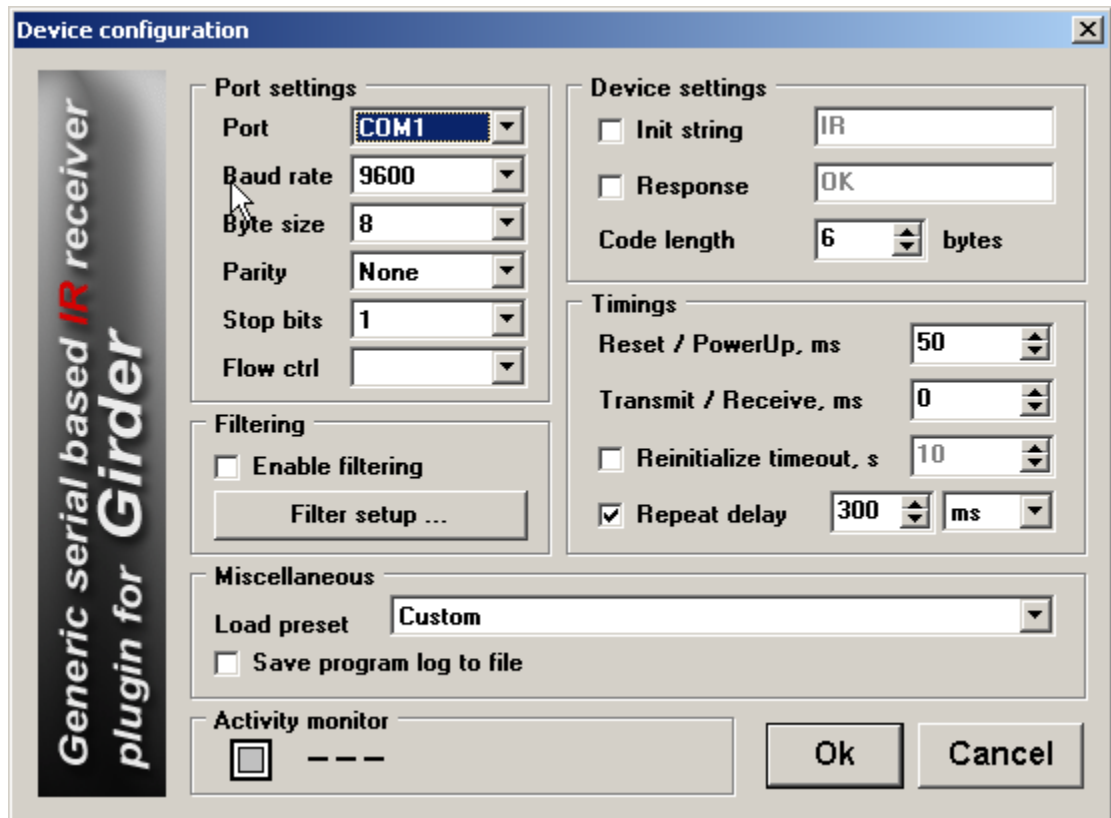 Device configuration
Generic serial based IR receiver
plugin for Girder
Port settings
Port COM1
Baud rate 9600
Byte size 8
Parity None
Stop bits 1
Flow ctrl
Filtering
Enable filtering
Filter setup ...
Device settings
Init string IR
Response OK
Code length 6 bytes
Timings
Reset / PowerUp, ms 50
Transmit / Receive, ms 0
Reinitialize timeout, s 10
Repeat delay 300 ms
Miscellaneous
Load preset Custom
Save program log to file
Activity monitor
---
Ok Cancel